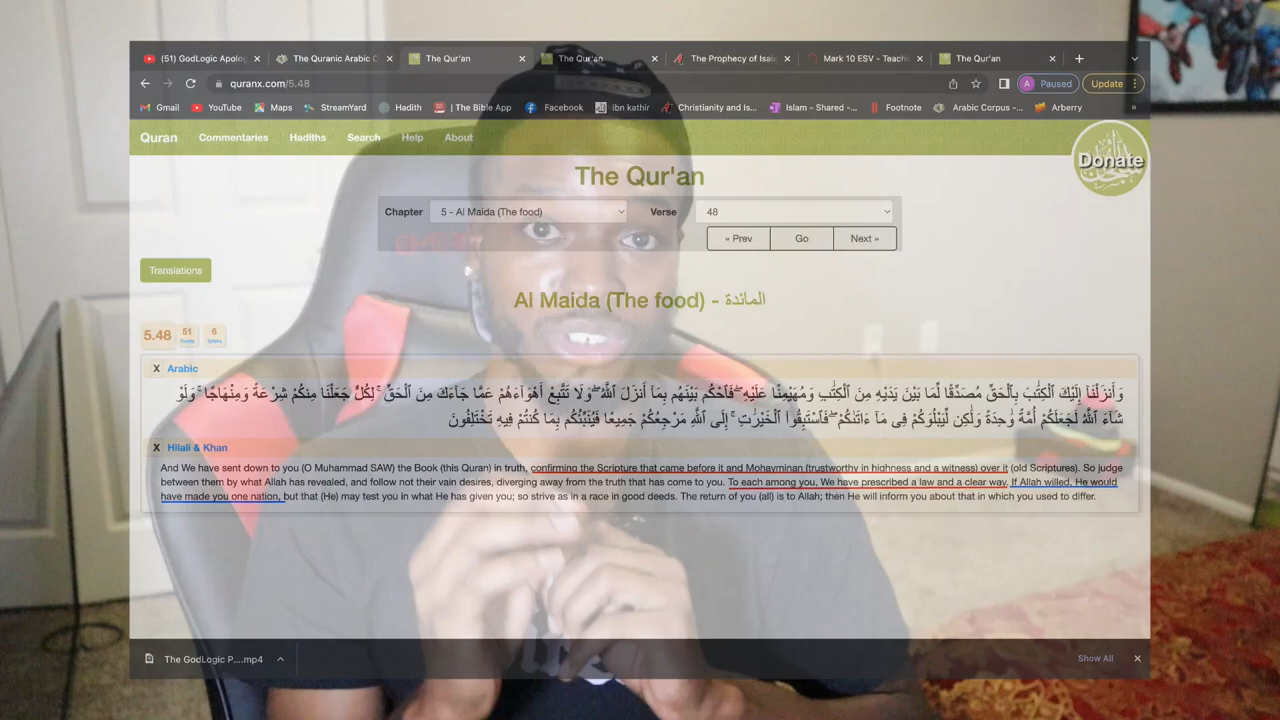 (51) GodLogic Apolog
The Quranic Arabic C
The Qur'an
The Qur'an
The Prophecy of Isaia
Mark 10 ESV - Teachi
The Qur'an
quranx.com/5.48
A
Paused
Update
Gmail
YouTube
Maps
StreamYard
Hadith
| The Bible App
Facebook
ibn kathir
Christianity and Is...
Islam - Shared -...
Footnote
Arabic Corpus -...
Arberry
»
Quran
Commentaries
Hadiths
Search
Help
About
Donate
The Qur'an
Chapter
5 - Al Maida (The food)
Verse
48
« Prev
Go
Next »
Translations
Al Maida (The food) - المائدة
5.48
51
6
X Arabic
وَأَنزَلْنَآ إِلَيْكَ ٱلْكِتَٰبَ بِٱلْحَقِّ مُصَدِّقًا لِّمَا بَيْنَ يَدَيْهِ مِنَ ٱلْكِتَٰبِ وَمُهَيْمِنًا عَلَيْهِ ۖ فَٱحْكُم بَيْنَهُم بِمَآ أَنزَلَ ٱللَّهُ ۖ وَلَا تَتَّبِعْ أَهْوَآءَهُمْ عَمَّا جَآءَكَ مِنَ ٱلْحَقِّ ۚ لِكُلٍّ جَعَلْنَا مِنكُمْ شِرْعَةً وَمِنْهَاجًا ۚ وَلَوْ
شَآءَ ٱللَّهُ لَجَعَلَكُمْ أُمَّةً وَٰحِدَةً وَلَٰكِن لِّيَبْلُوَكُمْ فِى مَآ ءَاتَىٰكُمْ ۖ فَٱسْتَبِقُوا۟ ٱلْخَيْرَٰتِ ۚ إِلَى ٱللَّهِ مَرْجِعُكُمْ جَمِيعًا فَيُنَبِّئُكُم بِمَا كُنتُمْ فِيهِ تَخْتَلِفُونَ
X Hilali & Khan
And We have sent down to you (O Muhammad SAW) the Book (this Quran) in truth, confirming the Scripture that came before it and Mohayminan (trustworthy in highness and a witness) over it (old Scriptures). So judge
between them by what Allah has revealed, and follow not their vain desires, diverging away from the truth that has come to you. To each among you, We have prescribed a law and a clear way. If Allah willed, He would
have made you one nation, but that (He) may test you in what He has given you; so strive as in a race in good deeds. The return of you (all) is to Allah; then He will inform you about that in which you used to differ.
The GodLogic P....mp4
Show All